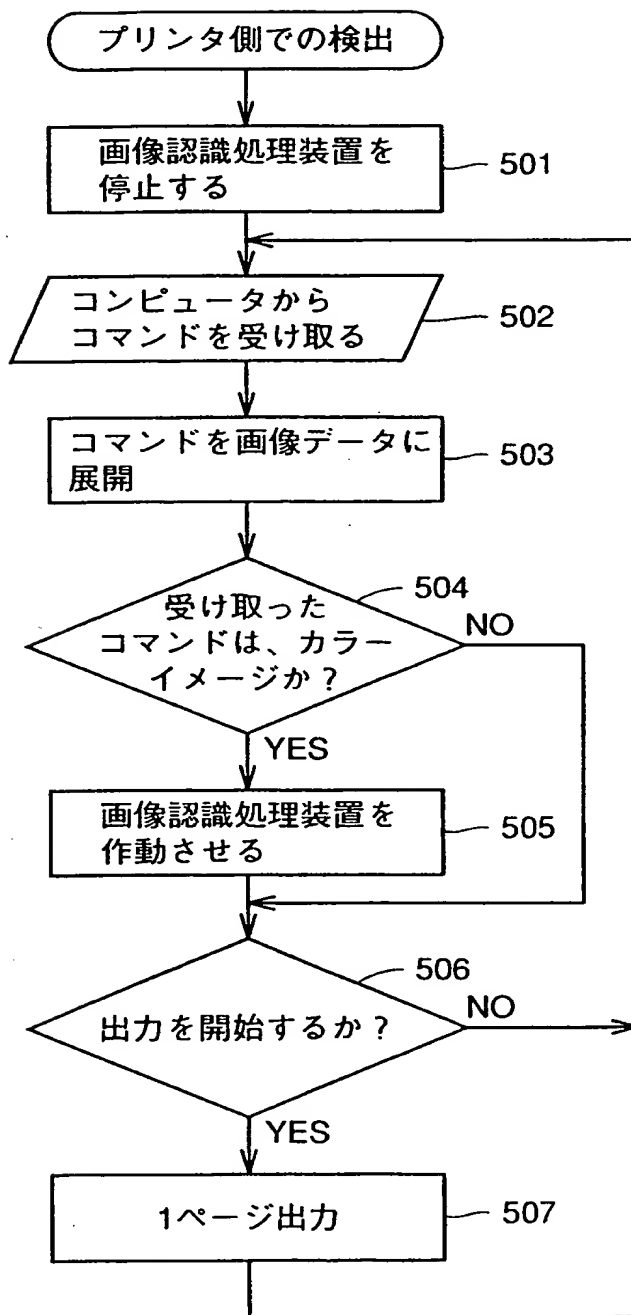 プリンタ側での検出
画像認識処理装置を
停止する
501
コンピュータから
コマンドを受け取る
502
コマンドを画像データに
展開
503
504
受け取った
コマンドは、カラー
イメージか？
NO
YES
画像認識処理装置を
作動させる
505
506
出力を開始するか？
NO
YES
1ページ出力
507